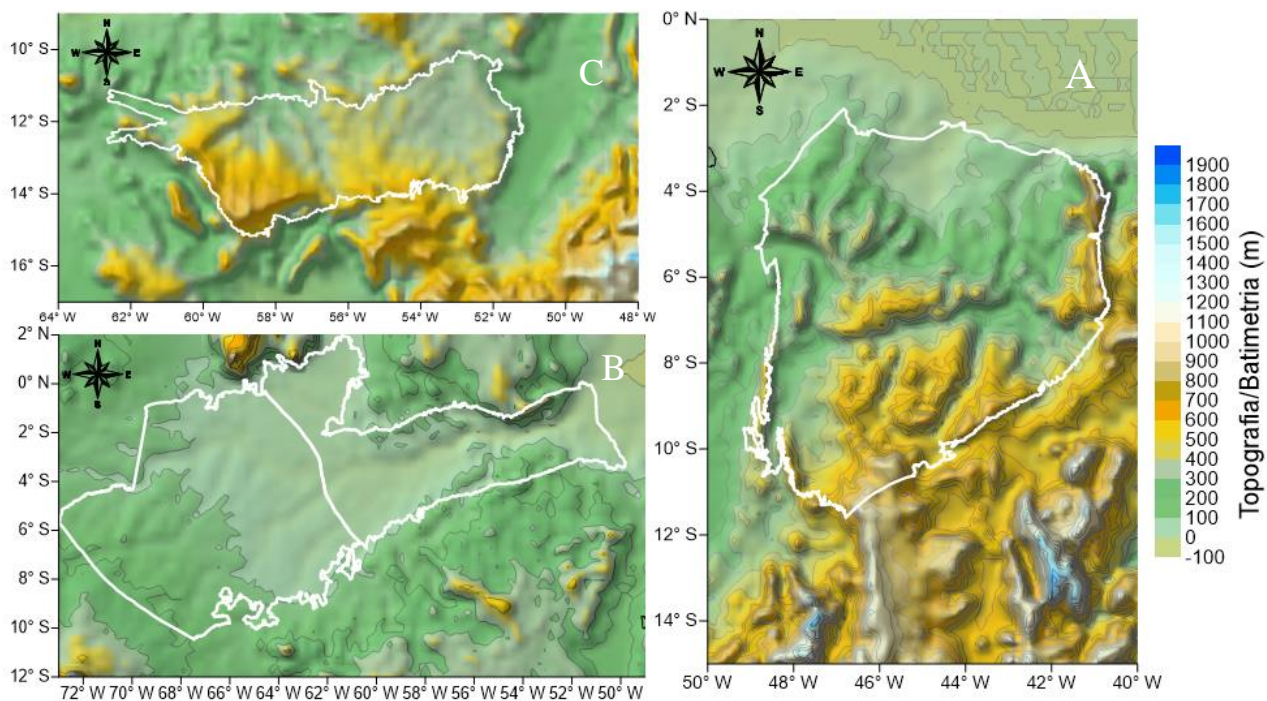 C
N
W E
S
10° S
12° S
14° S
16° S
64° W 62° W 60° W 58° W 56° W 54° W 52° W 50° W 48° W
B
N
W E
S
2° N
0° N
2° S
4° S
6° S
8° S
10° S
12° S
72° W 70° W 68° W 66° W 64° W 62° W 60° W 58° W 56° W 54° W 52° W 50° W
A
N
W E
S
0° N
2° S
4° S
6° S
8° S
10° S
12° S
14° S
50° W 48° W 46° W 44° W 42° W 40° W
1900
1800
1700
1600
1500
1400
1300
1200
1100
1000
900
800
700
600
500
400
300
200
100
0
-100
Topografia/Batimetria (m)